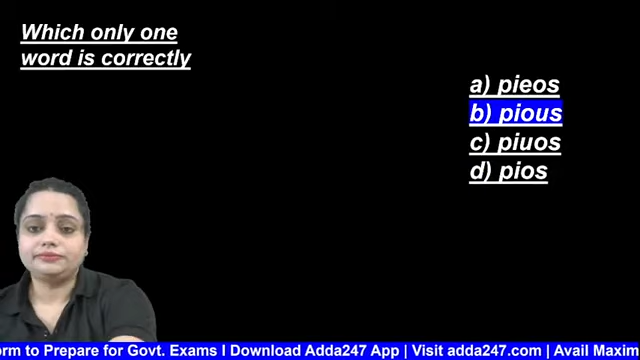 Which only one
word is correctly
a) pieos
b) pious
c) piuos
d) pios
orm to Prepare for Govt. Exams I Download Adda247 App | Visit adda247.com | Avail Maxim